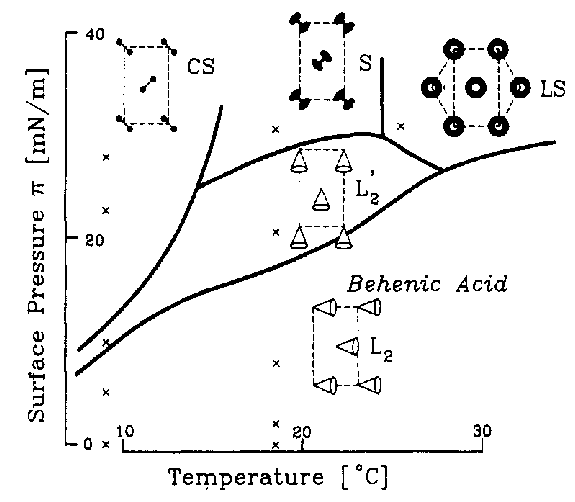 40
CS
S
LS
L₂'
20
Behenic Acid
L₂
0
10
20
30
Surface Pressure π [mN/m]
Temperature [°C]